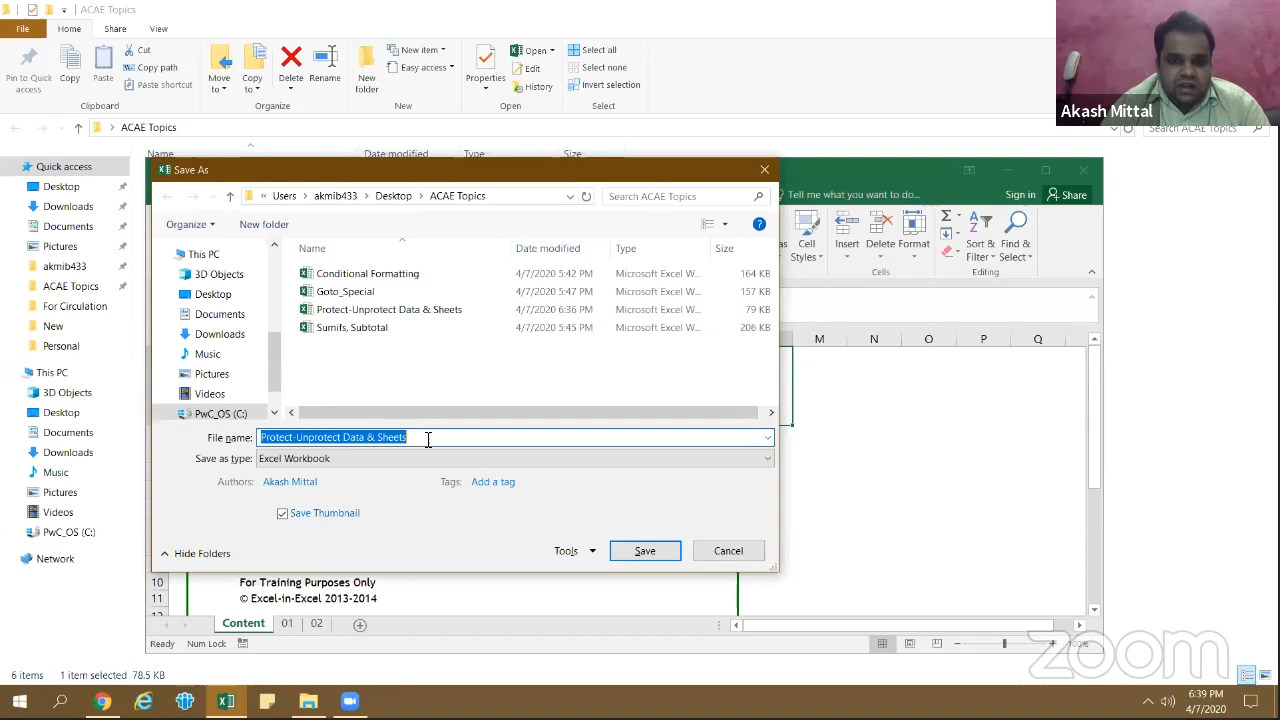 ACAE Topics
File
Home
Share
View
Pin to Quick access
Copy
Paste
Cut
Copy path
Paste shortcut
Clipboard
Move to
Copy to
Delete
Rename
Organize
New folder
New item
Easy access
New
Properties
Open
Edit
History
Open
Select all
Select none
Invert selection
Select
Akash Mittal
ACAE Topics
Search ACAE Topics
Name
Date modified
Type
Size
Quick access
Desktop
Downloads
Documents
Pictures
akmib433
ACAE Topics
For Circulation
New
Personal
This PC
3D Objects
Desktop
Documents
Downloads
Music
Pictures
Videos
PwC_OS (C:)
Network
Save As
« Users > akmib433 > Desktop > ACAE Topics
Search ACAE Topics
Organize
New folder
This PC
3D Objects
Desktop
Documents
Downloads
Music
Pictures
Videos
PwC_OS (C:)
Name Date modified Type Size
Conditional Formatting 4/7/2020 5:42 PM Microsoft Excel W... 164 KB
Goto_Special 4/7/2020 5:47 PM Microsoft Excel W... 157 KB
Protect-Unprotect Data & Sheets 4/7/2020 6:36 PM Microsoft Excel W... 79 KB
Sumifs, Subtotal 4/7/2020 5:45 PM Microsoft Excel W... 206 KB
File name: Protect-Unprotect Data & Sheets
Save as type: Excel Workbook
Authors: Akash Mittal
Tags: Add a tag
Save Thumbnail
Hide Folders
Tools
Save
Cancel
Tell me what you want to do...
Sign in
Share
Cell Styles
Insert
Delete
Format
Cells
Sort & Filter
Find & Select
Editing
M N O P Q
10 For Training Purposes Only
11 © Excel-in-Excel 2013-2014
Content 01 02
Ready Num Lock
100%
zoom
6 items 1 item selected 78.5 KB
6:39 PM
4/7/2020